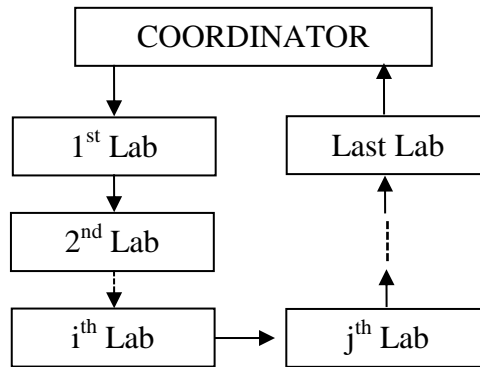 COORDINATOR
1st Lab
Last Lab
2nd Lab
ith Lab
jth Lab